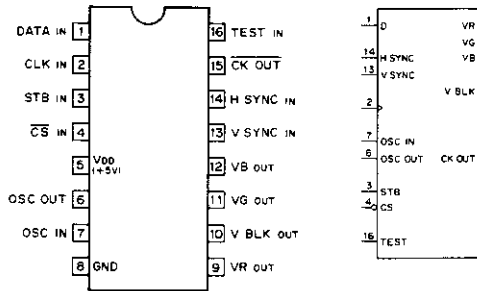 DATA IN 1
CLK IN 2
STB IN 3
CS IN 4
5 VDD
(+5V)
OSC OUT 6
OSC IN 7
8 GND
16 TEST IN
15 CK OUT
14 H SYNC IN
13 V SYNC IN
12 VB OUT
11 VG OUT
10 V BLK OUT
9 VR OUT
1 D VR
VG
14 H SYNC VB
13 V SYNC
V BLK
2
7 OSC IN
6 OSC OUT CK OUT
3 STB
4 CS
16 TEST